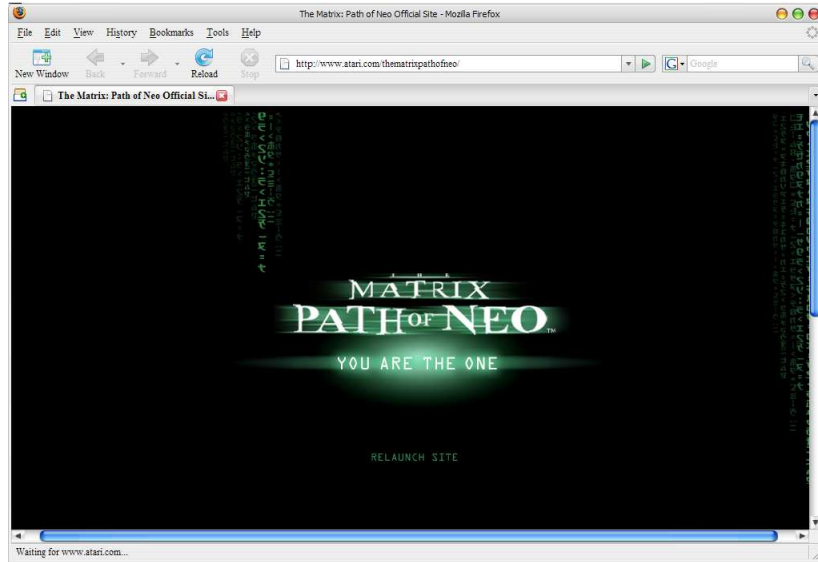 The Matrix: Path of Neo Official Site - Mozilla Firefox
File Edit View History Bookmarks Tools Help
New Window Back Forward Reload Stop http://www.atari.com/thematrixpathofneo/ G Google
The Matrix: Path of Neo Official Si...
THE
MATRIX
PATH OF NEO™
YOU ARE THE ONE
RELAUNCH SITE
Waiting for www.atari.com...